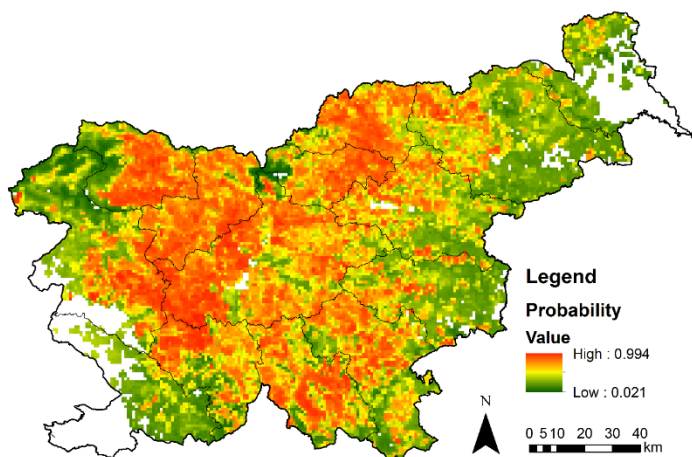 Legend
Probability
Value
High : 0.994
Low : 0.021
N
0 5 10 20 30 40
km